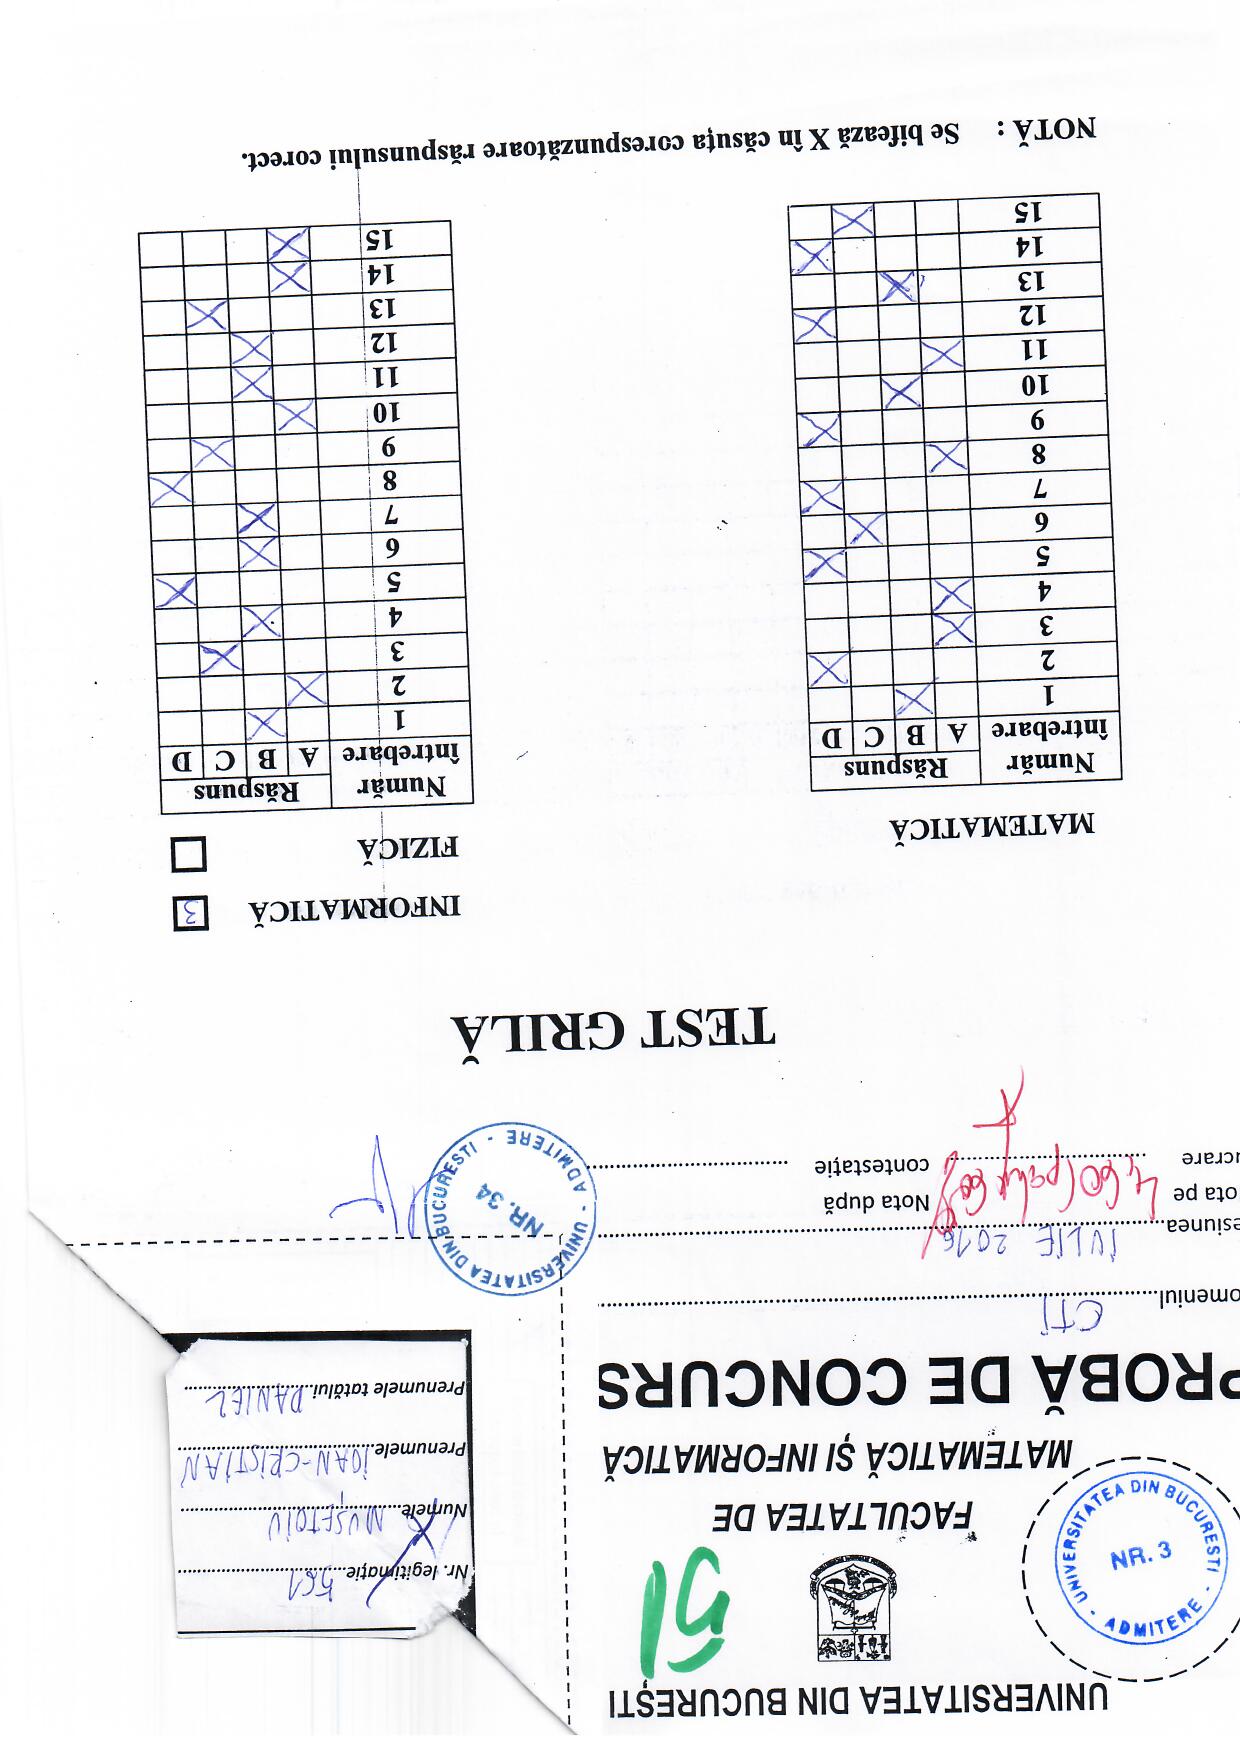 UNIVERSITATEA DIN BUCUREȘTI
FACULTATEA DE
MATEMATICĂ ȘI INFORMATICĂ
PROBĂ DE CONCURS
UNIVERSITATEA DIN BUCURESTI - ADMITERE -
NR. 3
51
Nr. legitimație 561
Numele MUȘETOIU
Prenumele IOAN-CRISTIAN
Prenumele tatălui DANIEL
omeniul CTI
esiunea IULIE 2016
ota pe
ucrare 4,60 (patru 60%)
Nota după
contestație
UNIVERSITATEA DIN BUCURESTI - ADMITERE -
NR. 34
TEST GRILĂ
INFORMATICĂ 3
FIZICĂ
MATEMATICĂ
Număr întrebare Răspuns
A B C D
1 X
2 X
3 X
4 X
5 X
6 X
7 X
8 X
9 X
10 X
11 X
12 X
13 X
14 X
15 X
Număr întrebare Răspuns
A B C D
1 X
2 X
3 X
4 X
5 X
6 X
7 X
8 X
9 X
10 X
11 X
12 X
13 X
14 X
15 X
NOTĂ : Se bifează X în căsuța corespunzătoare răspunsului corect.